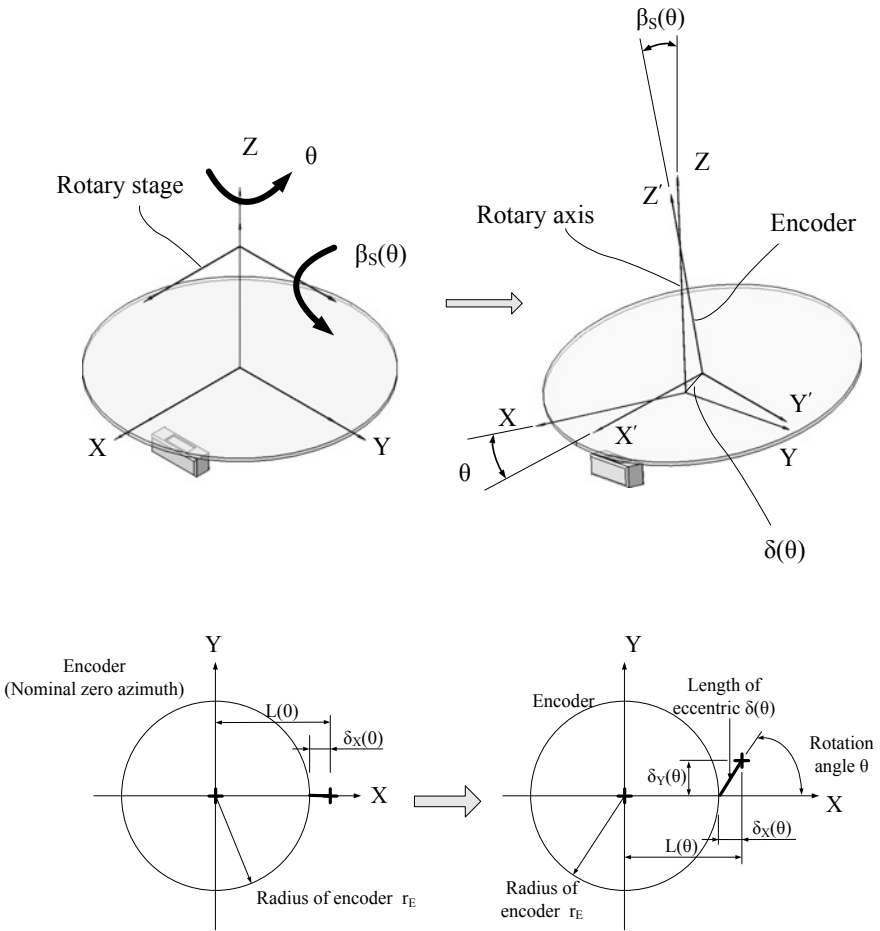 βS(θ)
Z
θ
Rotary stage
βS(θ)
X
Y
Z
Z′
Rotary axis
Encoder
X
X′
Y′
Y
θ
δ(θ)
Encoder
(Nominal zero azimuth)
Y
L(0)
δX(0)
X
Radius of encoder rE
Y
Encoder
Length of
eccentric δ(θ)
Rotation
angle θ
δY(θ)
X
δX(θ)
L(θ)
Radius of
encoder rE